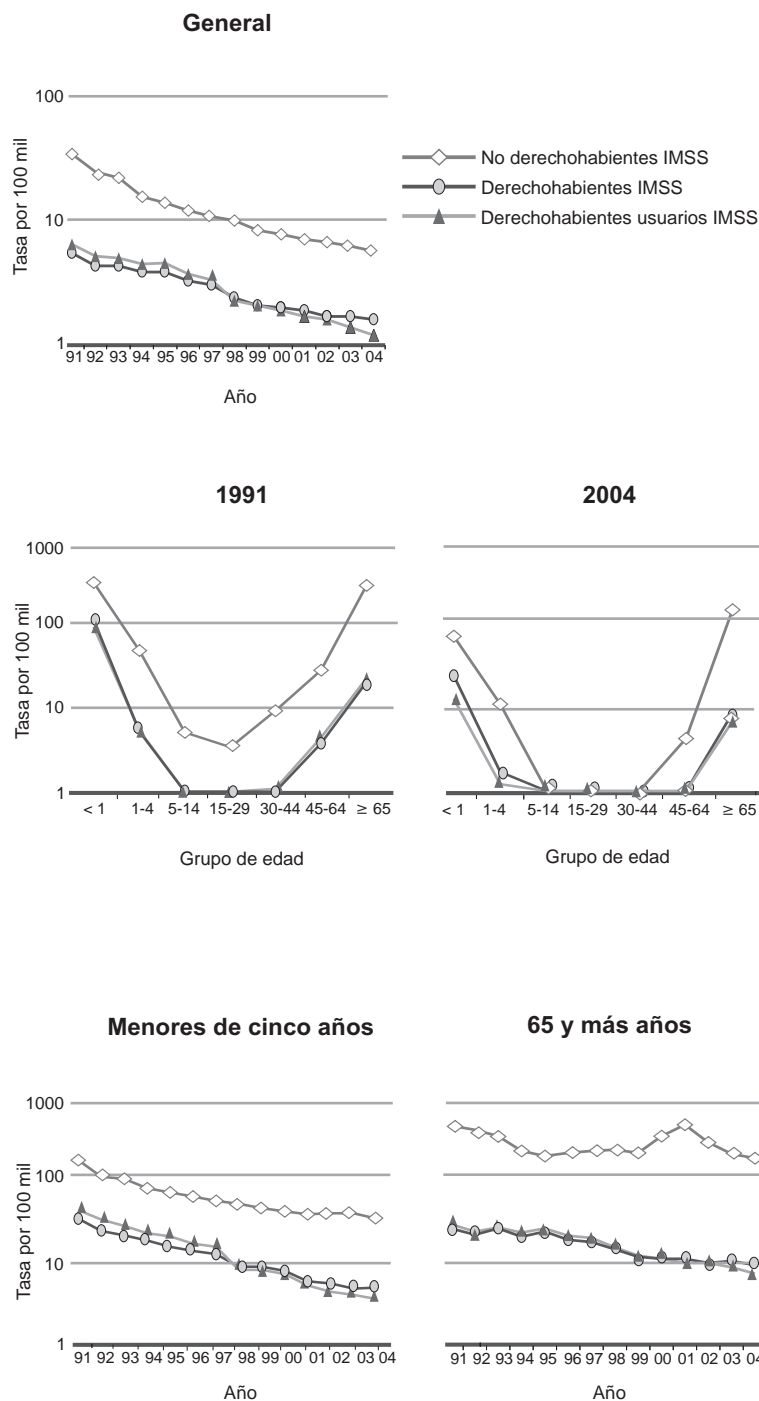 General
100
10
1
Tasa por 100 mil
91 92 93 94 95 96 97 98 99 00 01 02 03 04
Año
No derechohabientes IMSS
Derechohabientes IMSS
Derechohabientes usuarios IMSS
1991
1000
100
10
1
Tasa por 100 mil
< 1 1-4 5-14 15-29 30-44 45-64 ≥ 65
Grupo de edad
2004
< 1 1-4 5-14 15-29 30-44 45-64 ≥ 65
Grupo de edad
Menores de cinco años
1000
100
10
1
Tasa por 100 mil
91 92 93 94 95 96 97 98 99 00 01 02 03 04
Año
65 y más años
91 92 93 94 95 96 97 98 99 00 01 02 03 04
Año